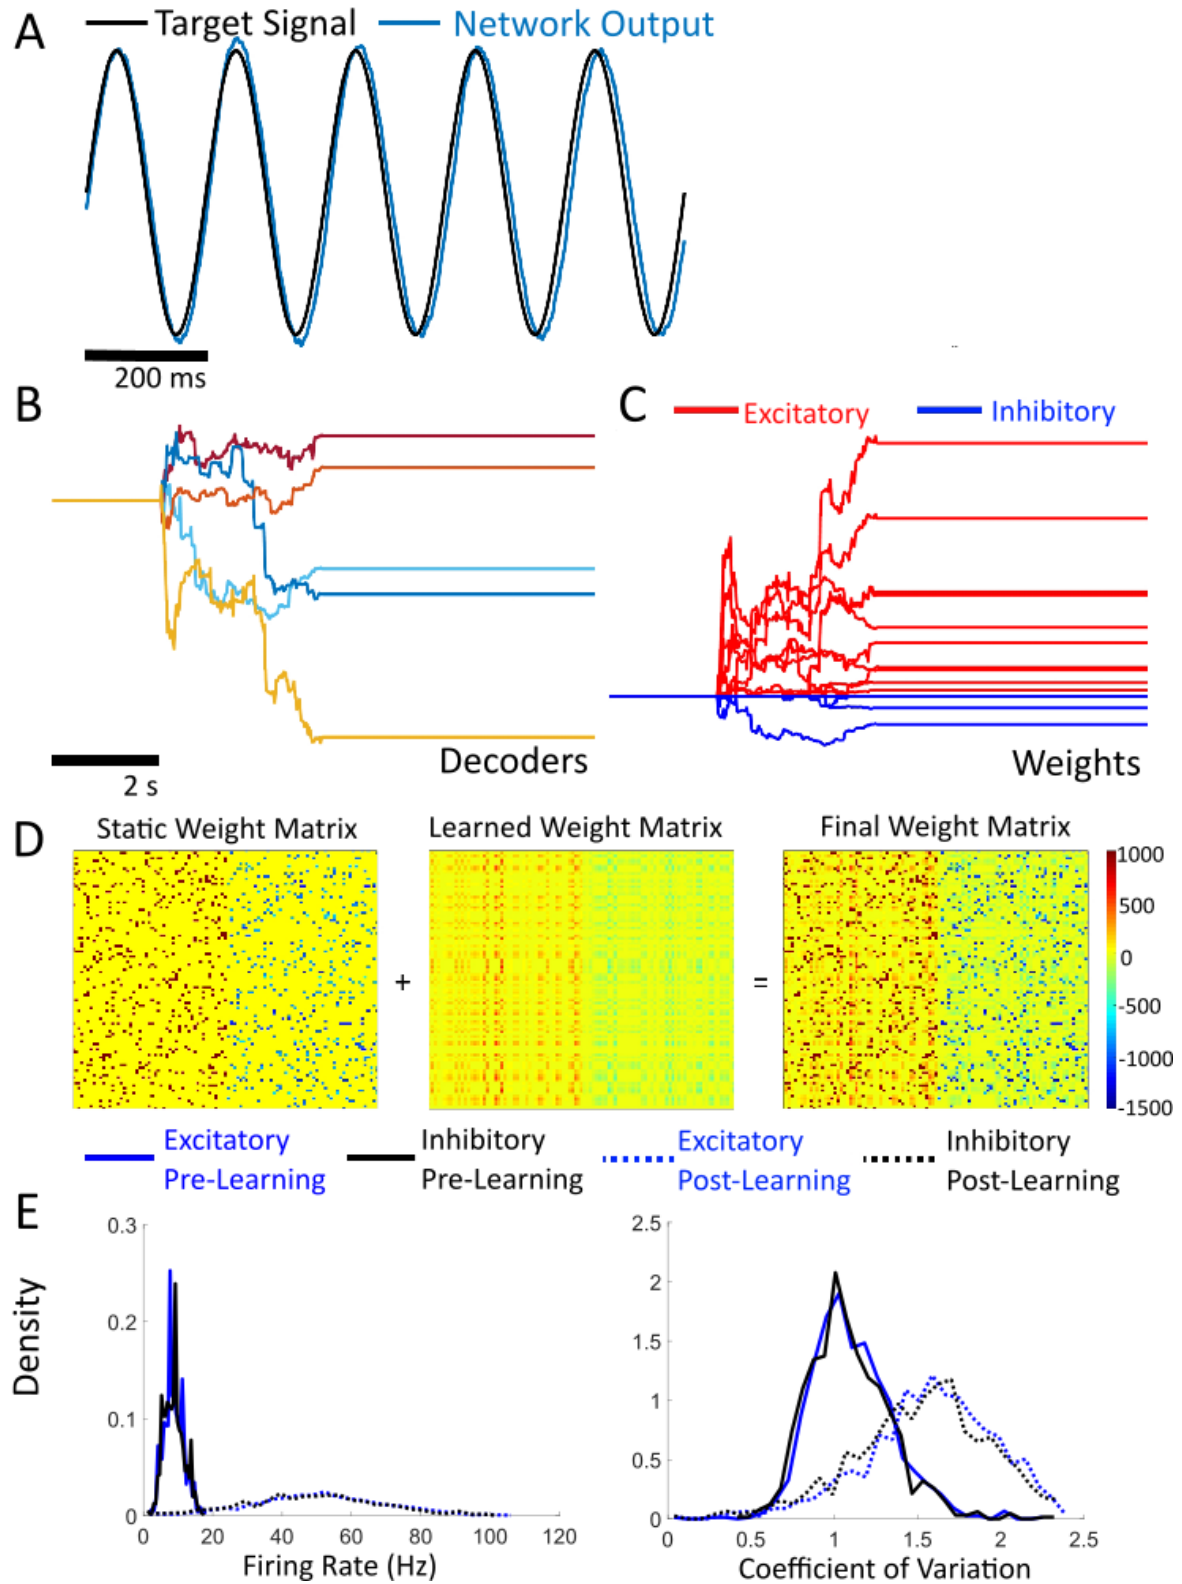 A
Target Signal Network Output
200 ms
B
C
Excitatory Inhibitory
Decoders
Weights
2 s
D
Static Weight Matrix Learned Weight Matrix Final Weight Matrix
+
=
1000
500
0
-500
-1000
-1500
Excitatory Pre-Learning
Inhibitory Pre-Learning
Excitatory Post-Learning
Inhibitory Post-Learning
E
Density
0.3
0.2
0.1
0
0 20 40 60 80 100 120
Firing Rate (Hz)
2.5
2
1.5
1
0.5
0
0 0.5 1 1.5 2 2.5
Coefficient of Variation